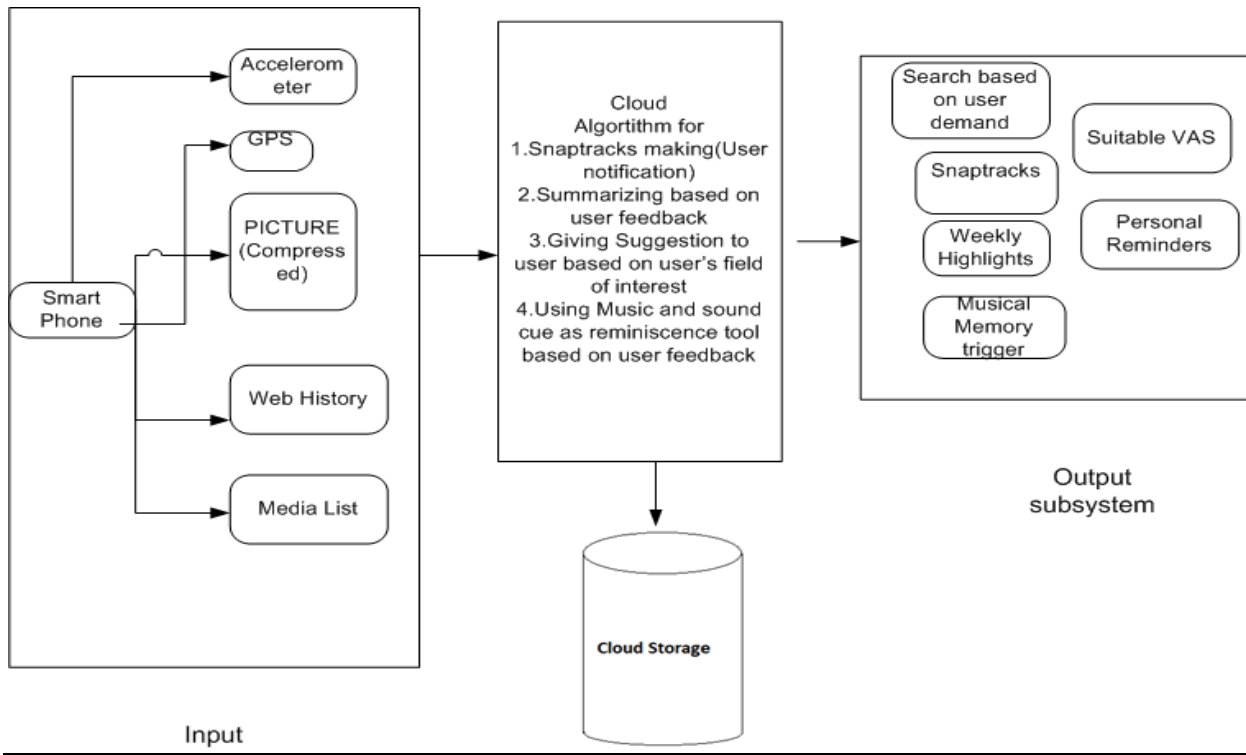 Accelerom
eter
GPS
PICTURE
(Compress
ed)
Smart
Phone
Web History
Media List
Input
Cloud
Algorithm for
1.Snaptracks making(User
notification)
2.Summarizing based on
user feedback
3.Giving Suggestion to
user based on user's field
of interest
4.Using Music and sound
cue as reminiscence tool
based on user feedback
Cloud Storage
Search based
on user
demand
Suitable VAS
Snaptracks
Personal
Reminders
Weekly
Highlights
Musical
Memory
trigger
Output
subsystem